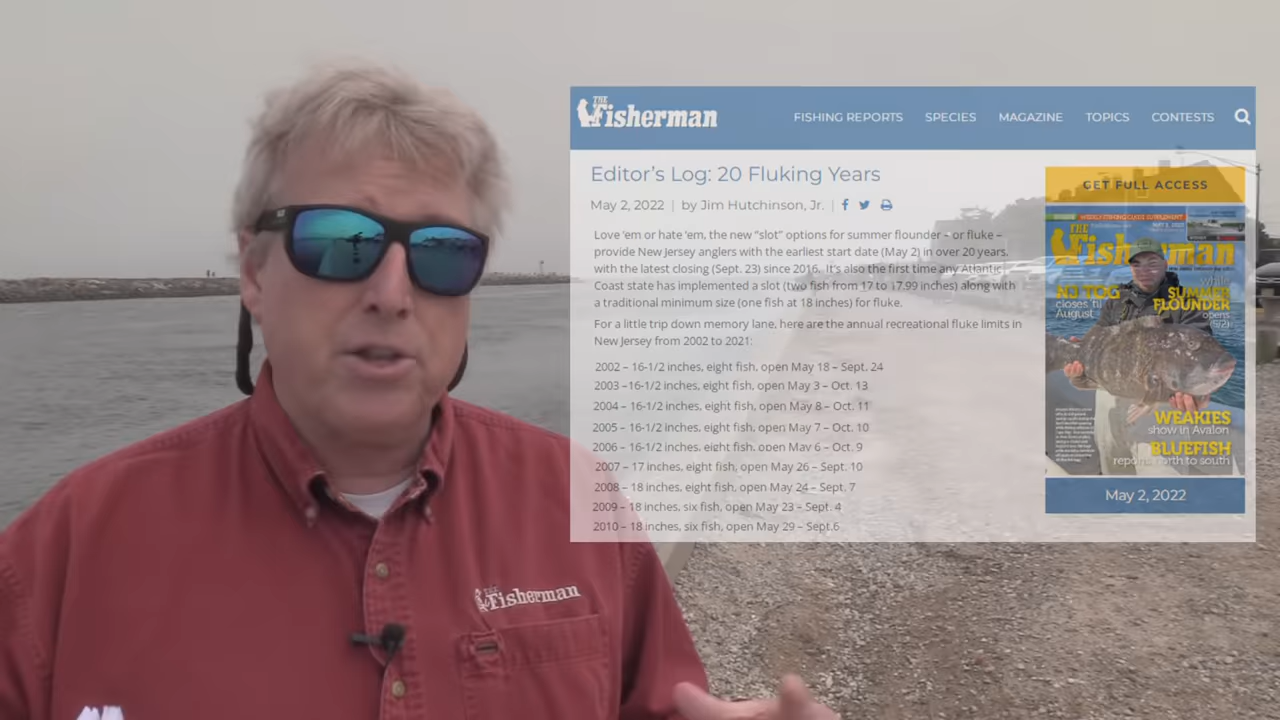 THE
Fisherman
FISHING REPORTS SPECIES MAGAZINE TOPICS CONTESTS
Editor's Log: 20 Fluking Years
May 2, 2022 | by Jim Hutchinson, Jr. |
Love 'em or hate 'em, the new "slot" options for summer flounder – or fluke –
provide New Jersey anglers with the earliest start date (May 2) in over 20 years,
with the latest closing (Sept. 23) since 2016. It's also the first time any Atlantic
Coast state has implemented a slot (two fish from 17 to 17.99 inches) along with
a traditional minimum size (one fish at 18 inches) for fluke.
For a little trip down memory lane, here are the annual recreational fluke limits in
New Jersey from 2002 to 2021:
2002 – 16-1/2 inches, eight fish, open May 18 – Sept. 24
2003 –16-1/2 inches, eight fish, open May 3 – Oct. 13
2004 – 16-1/2 inches, eight fish, open May 8 – Oct. 11
2005 – 16-1/2 inches, eight fish, open May 7 – Oct. 10
2006 – 16-1/2 inches, eight fish, open May 6 – Oct. 9
2007 – 17 inches, eight fish, open May 26 – Sept. 10
2008 – 18 inches, eight fish, open May 24 – Sept. 7
2009 – 18 inches, six fish, open May 23 – Sept. 4
2010 – 18 inches, six fish, open May 29 – Sept.6
GET FULL ACCESS
THE
Fisherman
NJ TOG
closes til
August
while
SUMMER
FLOUNDER
opens
(5/2)
WEAKIES
show in Avalon
BLUEFISH
repairs north to south
May 2, 2022
THE
Fisherman